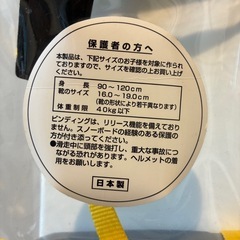 保護者の方へ
本製品は、下記サイズのお子様を対象に作ら
れておりますので、サイズを確認の上お買い上げ
ください。
身長 90～120cm
靴のサイズ 16.0～19.0cm
(靴の形状により若干異なります)
体重制限 40kg以下
ビンディングは、リリース機能を備えており
ません。スノーボードの経験のある保護者の
方が付き添ってください。
●滑走中に頭部を強打し、重大事故につ
ながる恐れがあります。ヘルメットの着
用をおすすめします。
日本製